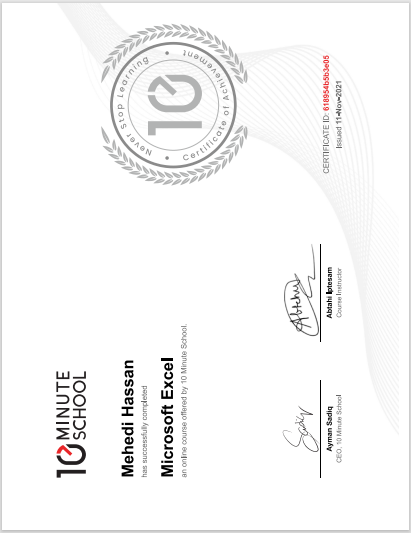 10 MINUTE
SCHOOL
Never Stop Learning
10
Certificate of Achievement
Mehedi Hassan
has successfully completed
Microsoft Excel
an online course offered by 10 Minute School.
Ayman Sadiq
CEO, 10 Minute School
Abtahi Iptesam
Course Instructor
CERTIFICATE ID: 618954b5b3e05
Issued 11-Nov-2021